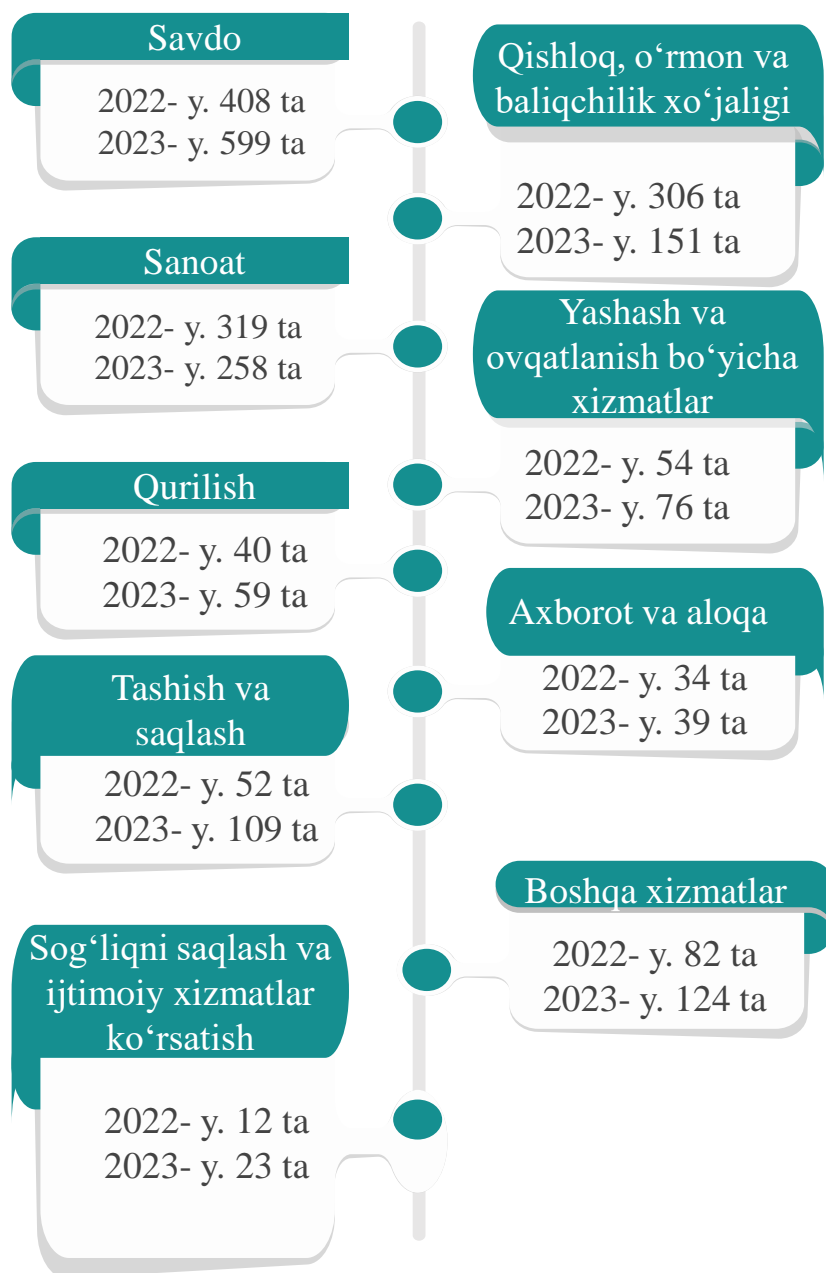 Savdo
2022- y. 408 ta
2023- y. 599 ta
Qishloq, o‘rmon va
baliqchilik xo‘jaligi
2022- y. 306 ta
2023- y. 151 ta
Sanoat
2022- y. 319 ta
2023- y. 258 ta
Yashash va
ovqatlanish bo‘yicha
xizmatlar
2022- y. 54 ta
2023- y. 76 ta
Qurilish
2022- y. 40 ta
2023- y. 59 ta
Axborot va aloqa
2022- y. 34 ta
2023- y. 39 ta
Tashish va
saqlash
2022- y. 52 ta
2023- y. 109 ta
Boshqa xizmatlar
2022- y. 82 ta
2023- y. 124 ta
Sog‘liqni saqlash va
ijtimoiy xizmatlar
ko‘rsatish
2022- y. 12 ta
2023- y. 23 ta